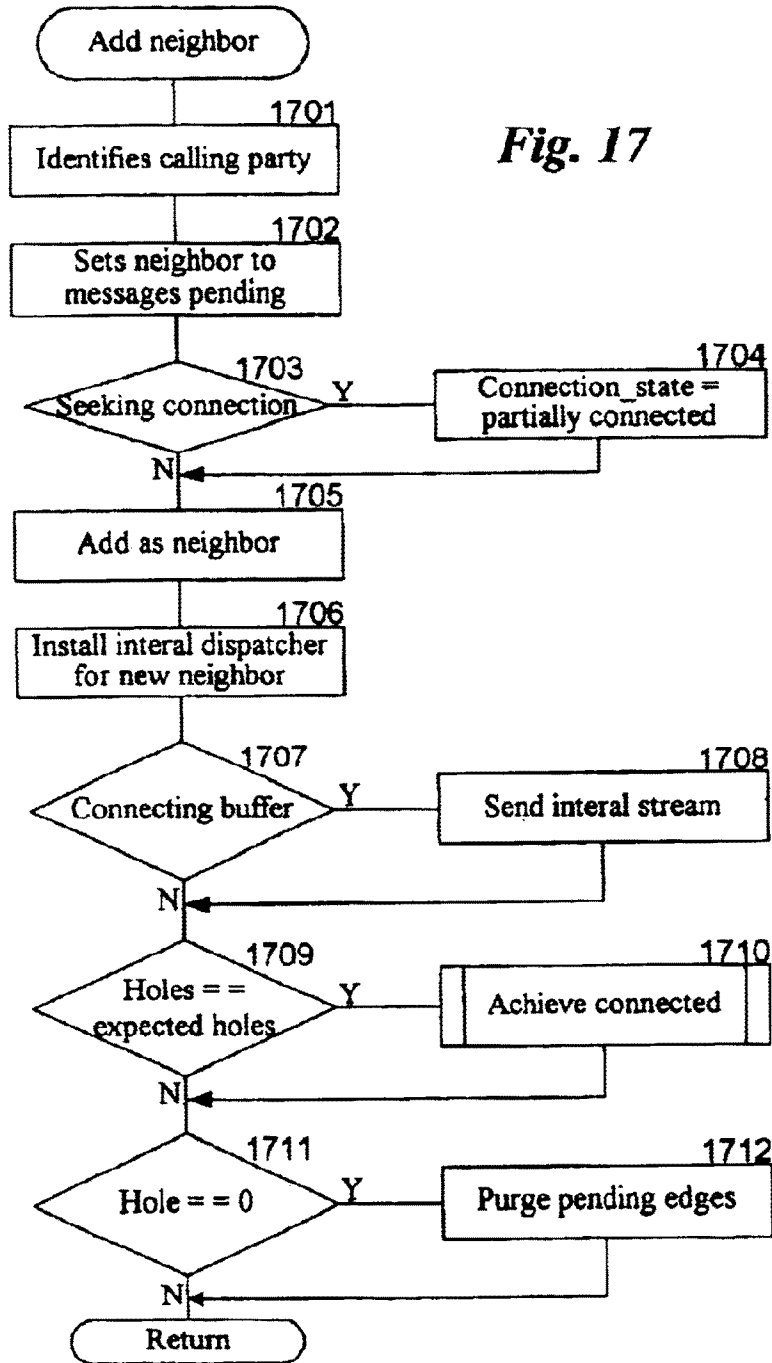 Add neighbor
Fig. 17
1701
Identifies calling party
1702
Sets neighbor to
messages pending
1703
Seeking connection
Y
1704
Connection_state =
partially connected
N
1705
Add as neighbor
1706
Install interal dispatcher
for new neighbor
1707
Connecting buffer
Y
1708
Send interal stream
N
1709
Holes = =
expected holes
Y
1710
Achieve connected
N
1711
Hole = = 0
Y
1712
Purge pending edges
N
Return